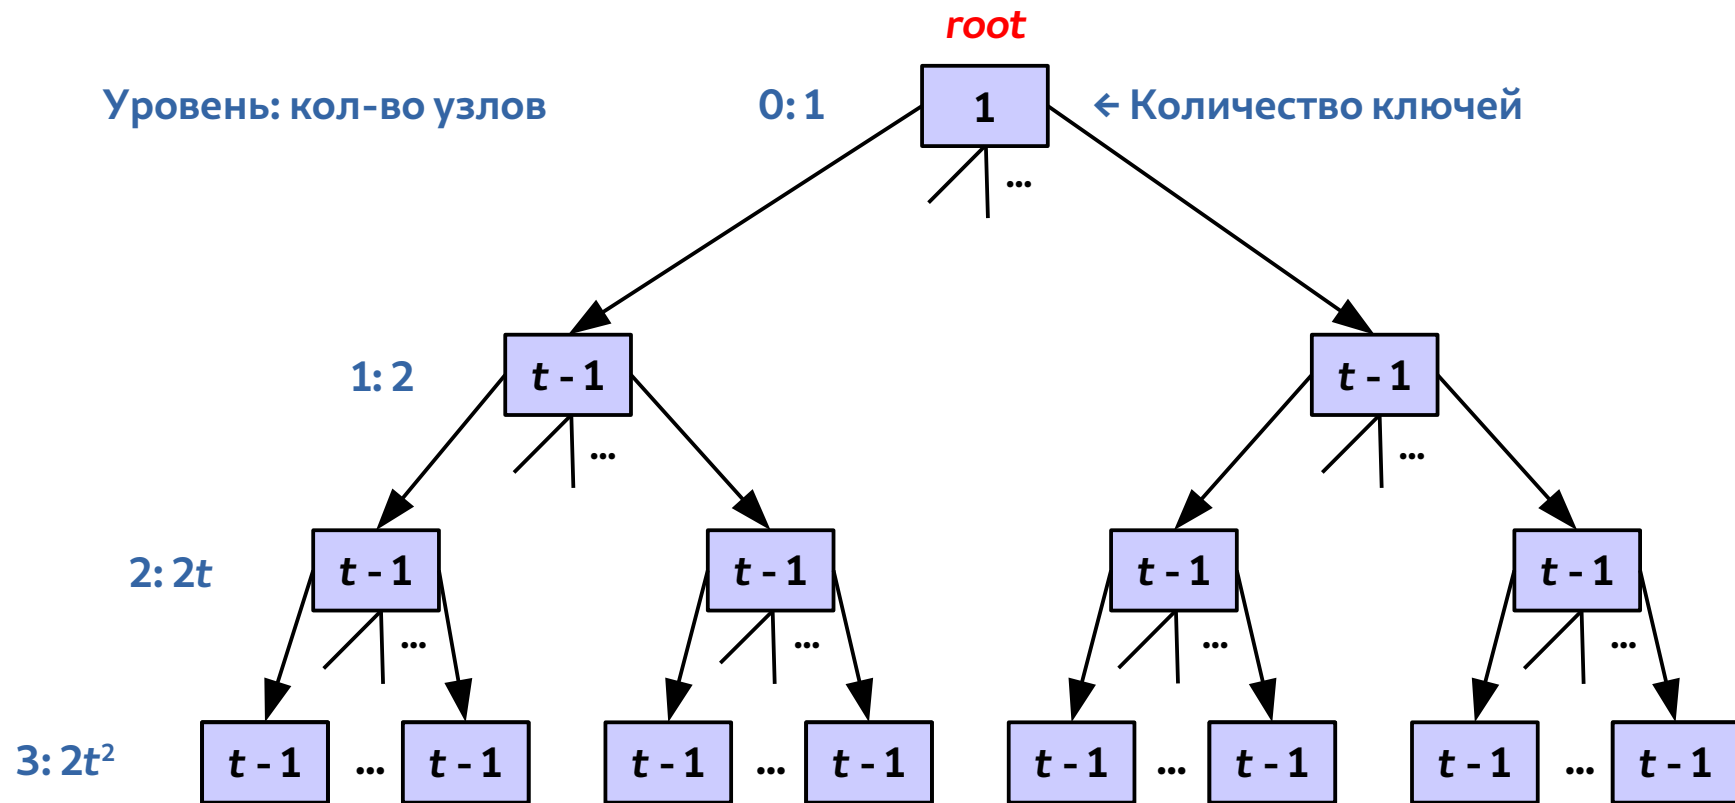 root
Уровень: кол-во узлов 0: 1 1 ← Количество ключей
...
1: 2 t - 1 t - 1
... ...
2: 2t t - 1 t - 1 t - 1 t - 1
... ... ... ...
3: 2t² t - 1 ... t - 1 t - 1 ... t - 1 t - 1 ... t - 1 t - 1 ... t - 1